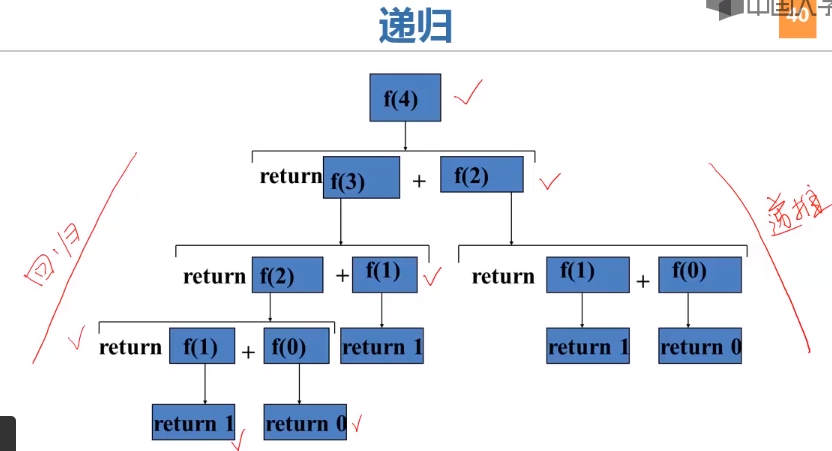 递归
40
f(4)
return f(3) + f(2)
return f(2) + f(1)
return f(1) + f(0)
return f(1) + f(0)
return 1
return 1
return 0
return 1
return 0
回归
递推